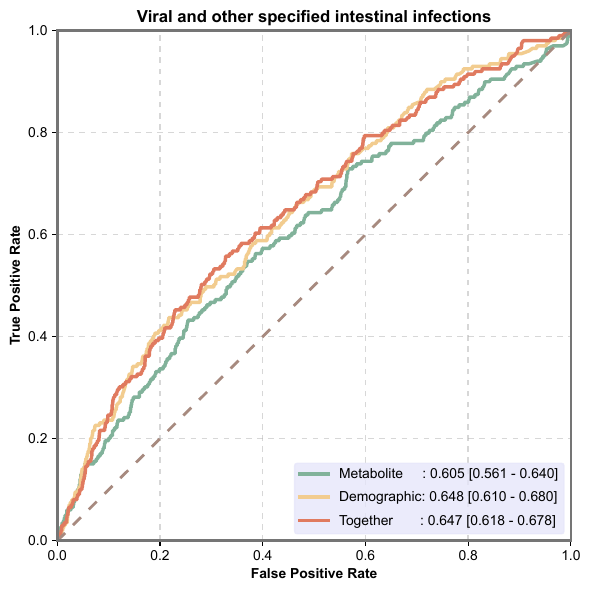 Viral and other specified intestinal infections
True Positive Rate
1.0
0.8
0.6
0.4
0.2
0.0
Metabolite : 0.605 [0.561 - 0.640]
Demographic: 0.648 [0.610 - 0.680]
Together : 0.647 [0.618 - 0.678]
0.0 0.2 0.4 0.6 0.8 1.0
False Positive Rate